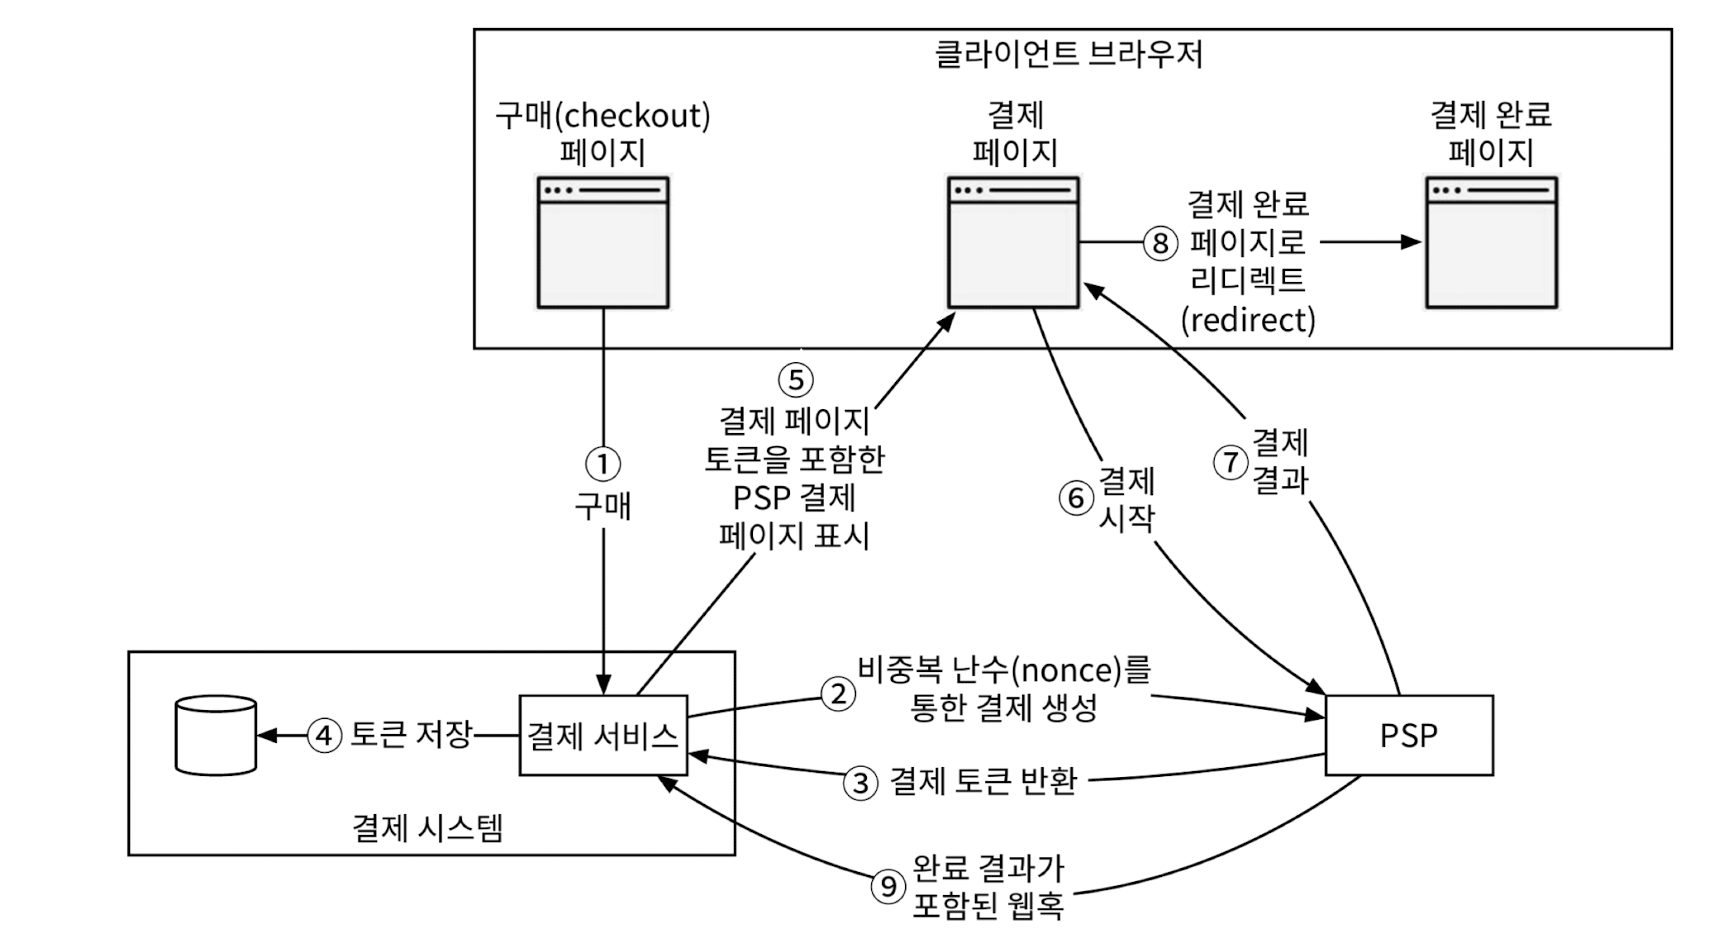 클라이언트 브라우저
구매(checkout)
페이지
결제
페이지
결제 완료
페이지
⑧ 결제 완료
페이지로
리디렉트
(redirect)
①
구매
⑤
결제 페이지
토큰을 포함한
PSP 결제
페이지 표시
⑥ 결제
시작
⑦ 결제
결과
② 비중복 난수(nonce)를
통한 결제 생성
④ 토큰 저장
결제 서비스
PSP
③ 결제 토큰 반환
결제 시스템
⑨ 완료 결과가
포함된 웹훅